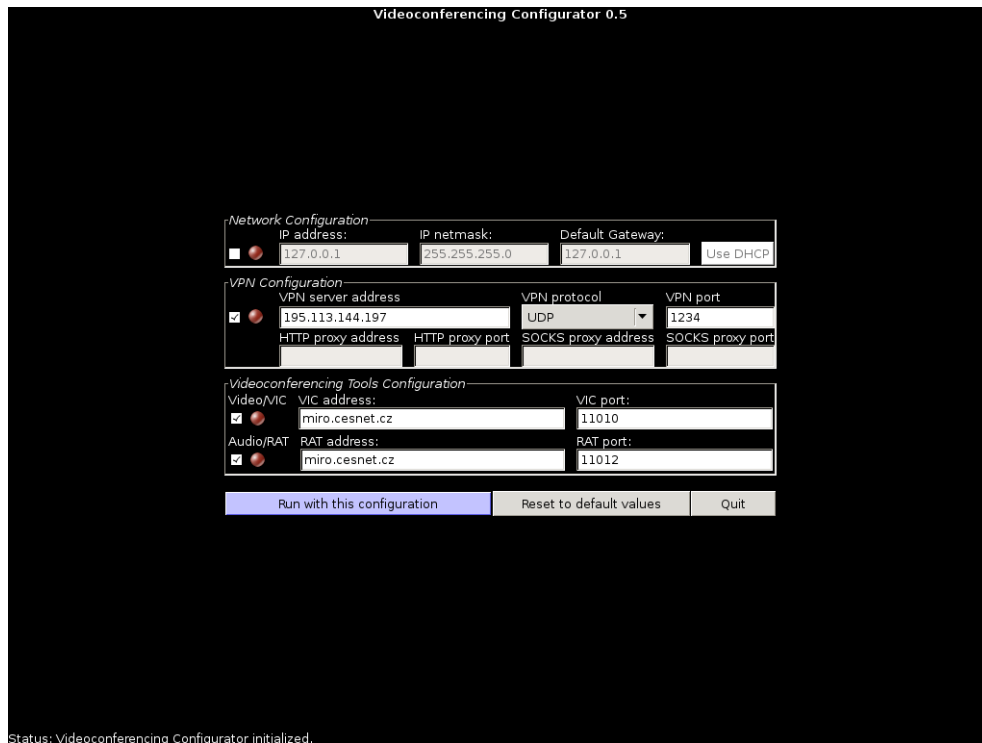 Videoconferencing Configurator 0.5
Network Configuration
IP address: IP netmask: Default Gateway:
127.0.0.1 255.255.255.0 127.0.0.1 Use DHCP
VPN Configuration
VPN server address VPN protocol VPN port
195.113.144.197 UDP 1234
HTTP proxy address HTTP proxy port SOCKS proxy address SOCKS proxy port
Videoconferencing Tools Configuration
Video/VIC VIC address: VIC port:
miro.cesnet.cz 11010
Audio/RAT RAT address: RAT port:
miro.cesnet.cz 11012
Run with this configuration Reset to default values Quit
Status: Videoconferencing Configurator initialized.